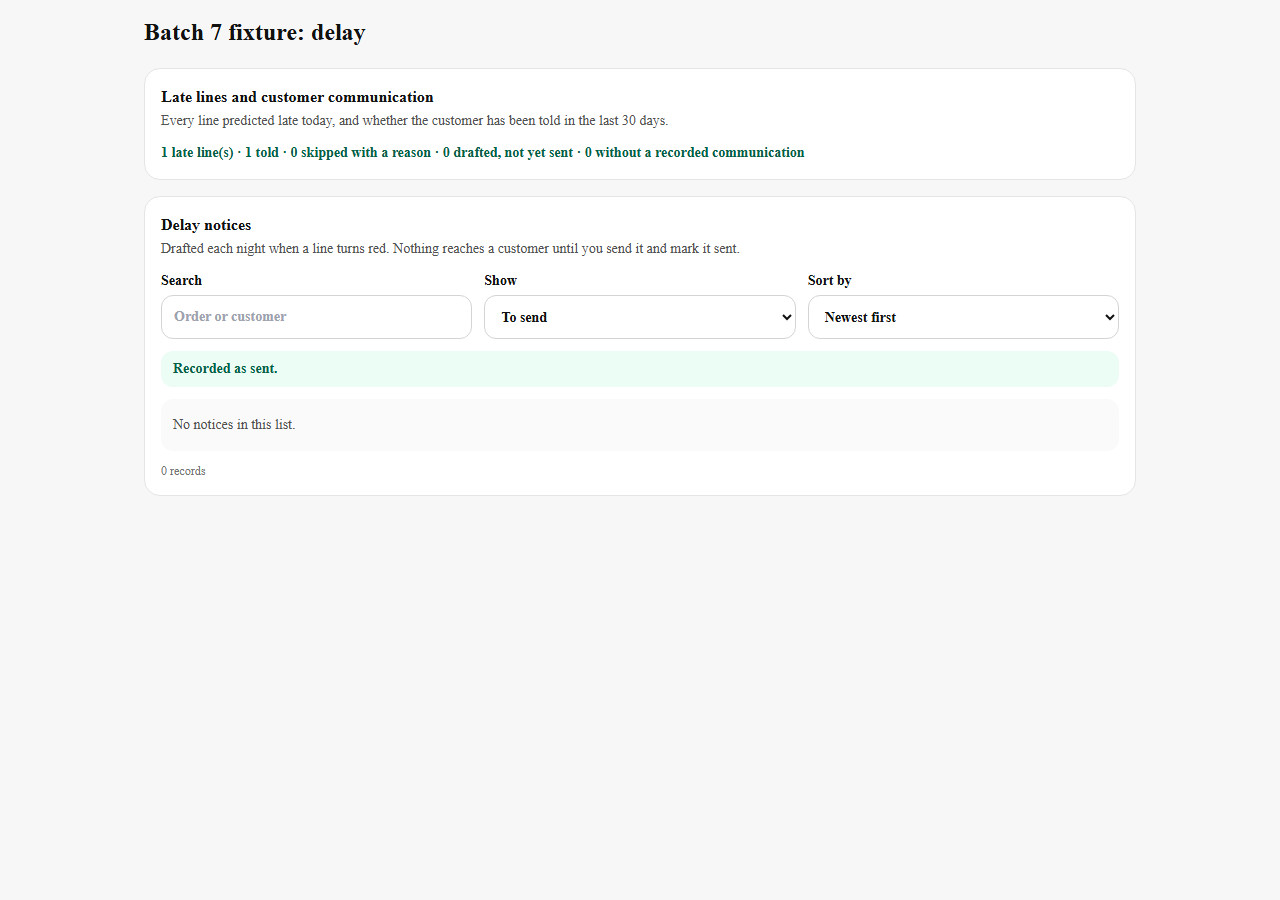 Batch 7 fixture: delay
Late lines and customer communication
Every line predicted late today, and whether the customer has been told in the last 30 days.
1 late line(s) · 1 told · 0 skipped with a reason · 0 drafted, not yet sent · 0 without a recorded communication
Delay notices
Drafted each night when a line turns red. Nothing reaches a customer until you send it and mark it sent.
Search Show Sort by
Order or customer To send Newest first
Recorded as sent.
No notices in this list.
0 records